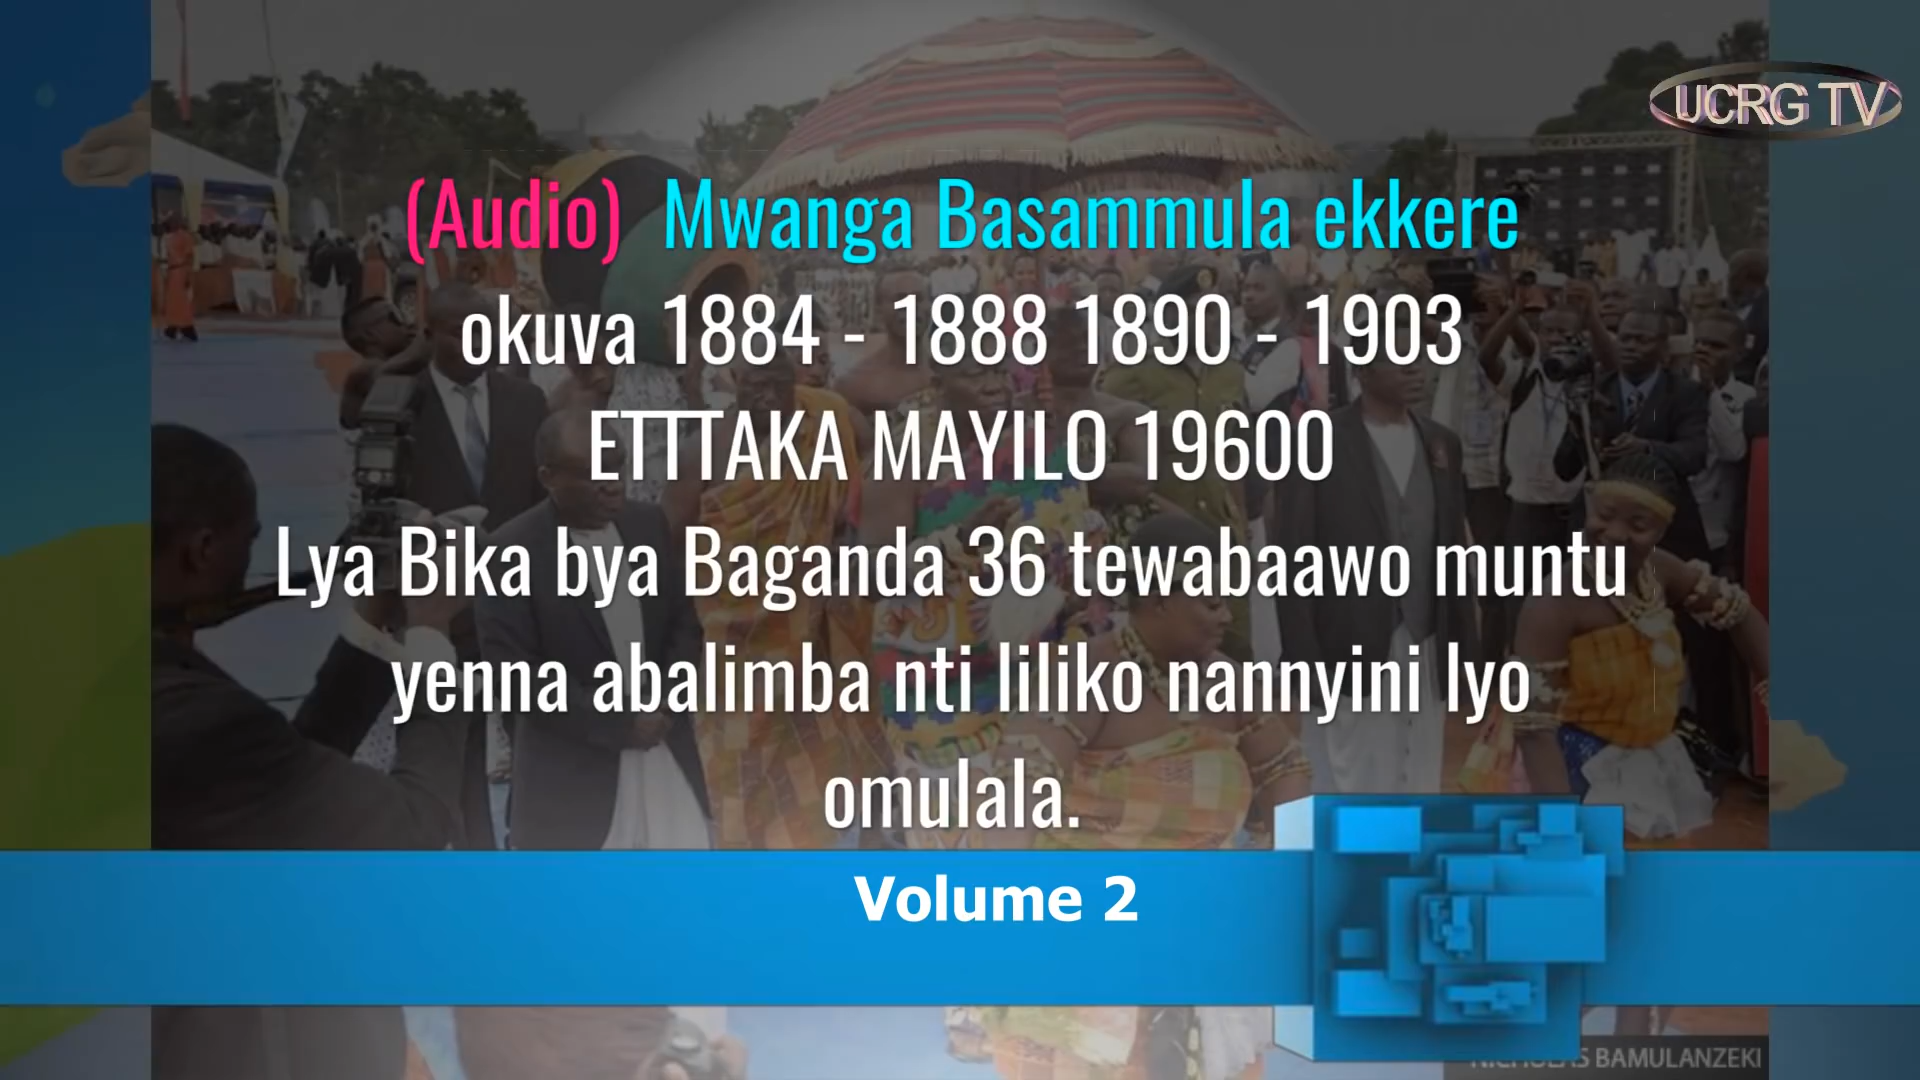 UCRG TV
(Audio) Mwanga Basammula ekkere
okuva 1884 - 1888 1890 - 1903
ETTTAKA MAYILO 19600
Lya Bika bya Baganda 36 tewabaawo muntu
yenna abalimba nti liliko nannyini lyo
omulala.
Volume 2
NICHOLAS BAMULANZEKI